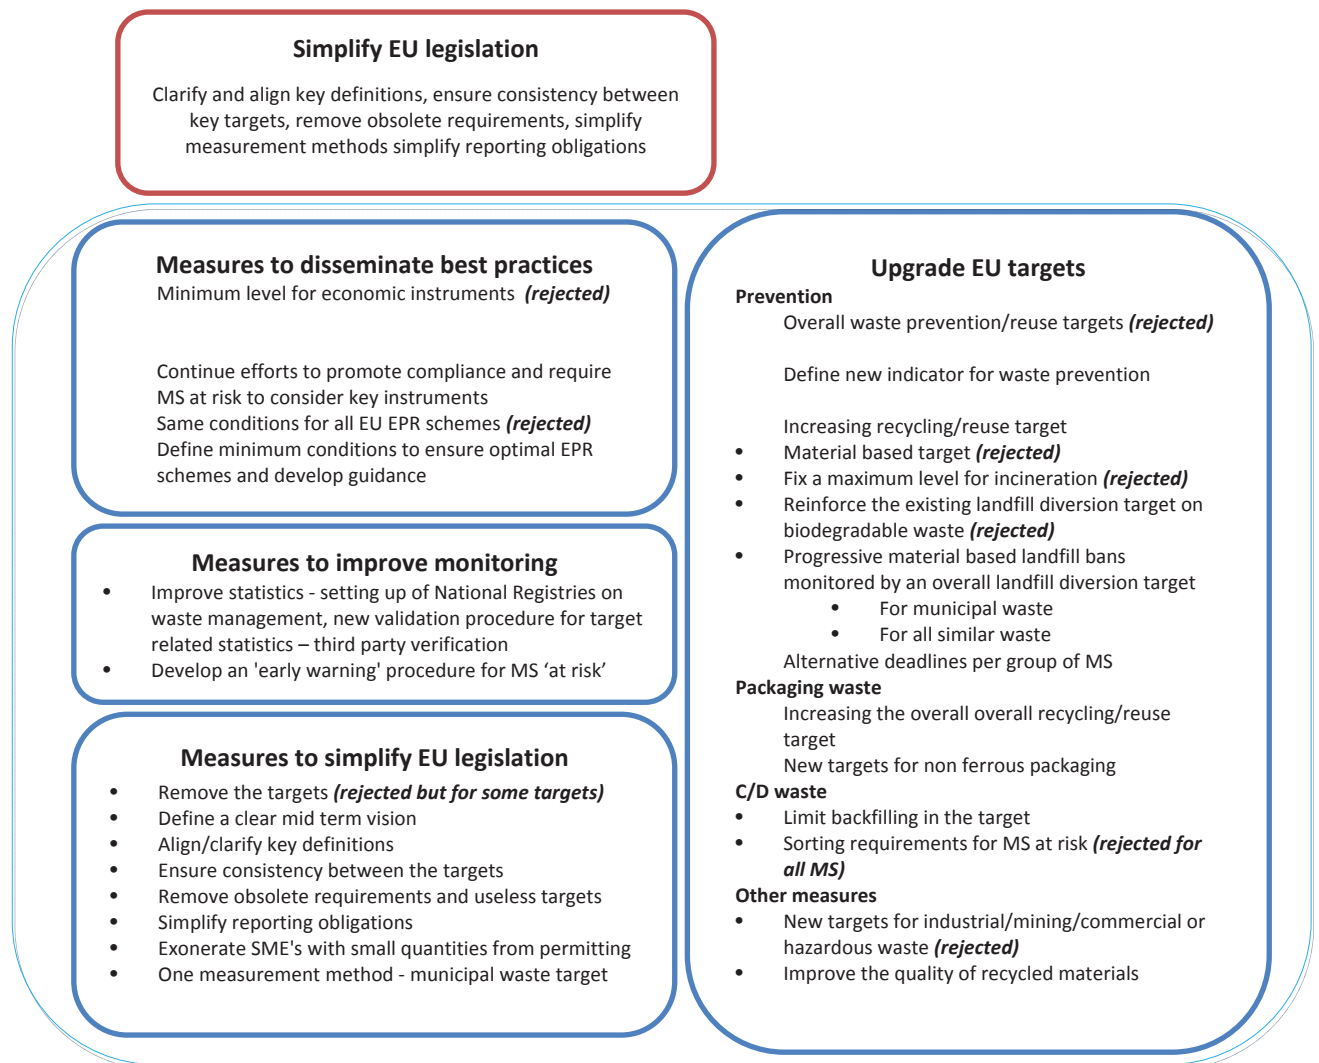 Simplify EU legislation
Clarify and align key definitions, ensure consistency between
key targets, remove obsolete requirements, simplify
measurement methods simplify reporting obligations
Measures to disseminate best practices
Minimum level for economic instruments (rejected)
Continue efforts to promote compliance and require
MS at risk to consider key instruments
Same conditions for all EU EPR schemes (rejected)
Define minimum conditions to ensure optimal EPR
schemes and develop guidance
Measures to improve monitoring
• Improve statistics - setting up of National Registries on
waste management, new validation procedure for target
related statistics – third party verification
• Develop an 'early warning' procedure for MS ‘at risk’
Measures to simplify EU legislation
• Remove the targets (rejected but for some targets)
• Define a clear mid term vision
• Align/clarify key definitions
• Ensure consistency between the targets
• Remove obsolete requirements and useless targets
• Simplify reporting obligations
• Exonerate SME's with small quantities from permitting
• One measurement method - municipal waste target
Upgrade EU targets
Prevention
Overall waste prevention/reuse targets (rejected)
Define new indicator for waste prevention
Increasing recycling/reuse target
• Material based target (rejected)
• Fix a maximum level for incineration (rejected)
• Reinforce the existing landfill diversion target on
biodegradable waste (rejected)
• Progressive material based landfill bans
monitored by an overall landfill diversion target
• For municipal waste
• For all similar waste
Alternative deadlines per group of MS
Packaging waste
Increasing the overall overall recycling/reuse
target
New targets for non ferrous packaging
C/D waste
• Limit backfilling in the target
• Sorting requirements for MS at risk (rejected for
all MS)
Other measures
• New targets for industrial/mining/commercial or
hazardous waste (rejected)
• Improve the quality of recycled materials